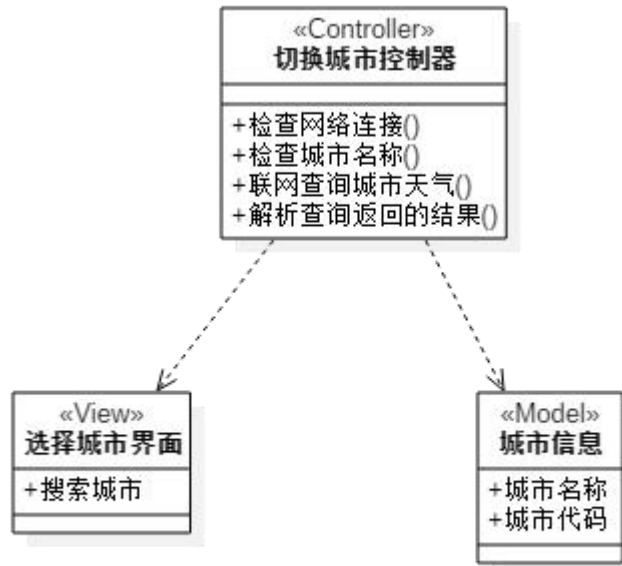 «Controller»
切换城市控制器
+检查网络连接()
+检查城市名称()
+联网查询城市天气()
+解析查询返回的结果()
«View»
选择城市界面
+搜索城市
«Model»
城市信息
+城市名称
+城市代码